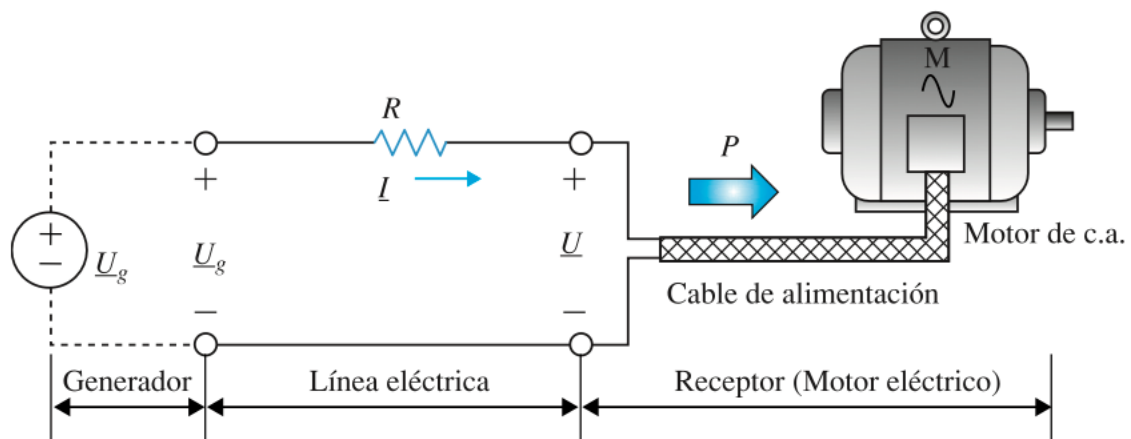 M
R
P
+
I
+
Motor de c.a.
+
−
U_g
U_g
U
Cable de alimentación
−
−
Generador
Línea eléctrica
Receptor (Motor eléctrico)